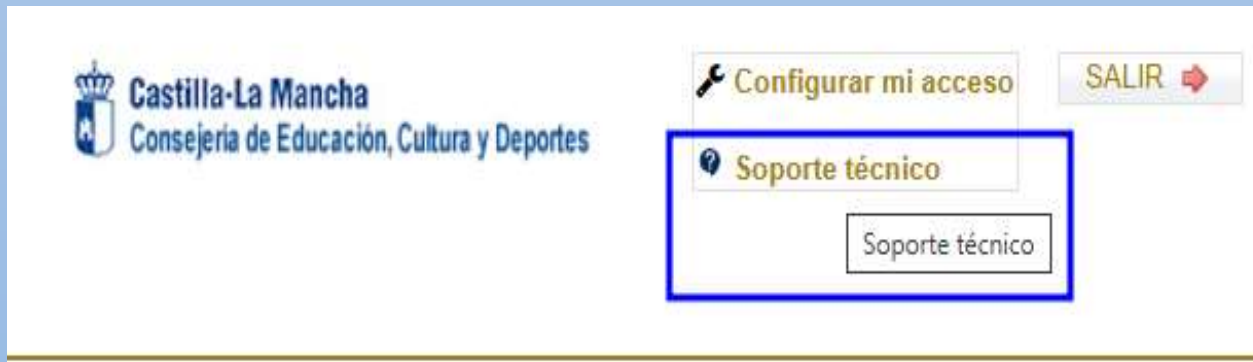 Castilla-La Mancha
Consejería de Educación, Cultura y Deportes
Configurar mi acceso
SALIR
Soporte técnico
Soporte técnico